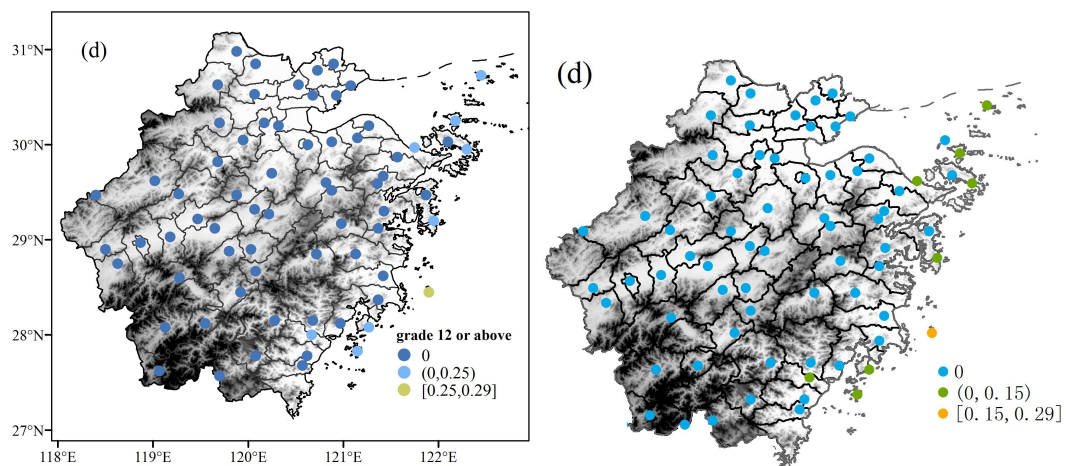 (d)
31°N
30°N
29°N
28°N
27°N
118°E 119°E 120°E 121°E 122°E
grade 12 or above
0
(0,0.25)
[0.25,0.29]
(d)
0
(0, 0. 15)
[0. 15, 0. 29]